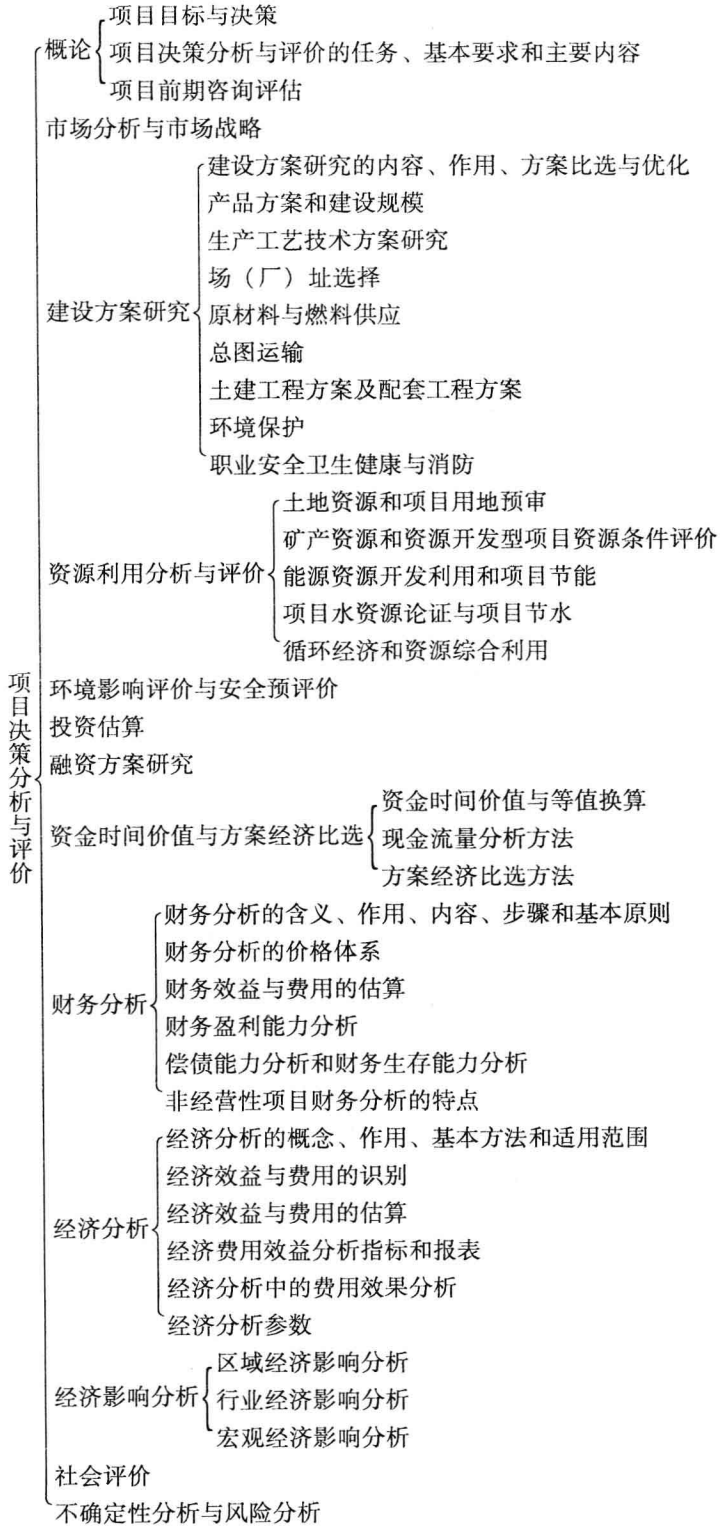 项目目标与决策
概论
项目决策分析与评价的任务、基本要求和主要内容
项目前期咨询评估
市场分析与市场战略
建设方案研究的内容、作用、方案比选与优化
产品方案和建设规模
生产工艺技术方案研究
场（厂）址选择
建设方案研究
原材料与燃料供应
总图运输
土建工程方案及配套工程方案
环境保护
职业安全卫生健康与消防
土地资源和项目用地预审
矿产资源和资源开发型项目资源条件评价
资源利用分析与评价
能源资源开发利用和项目节能
项目水资源论证与项目节水
循环经济和资源综合利用
项目决策分析与评价
环境影响评价与安全预评价
投资估算
融资方案研究
资金时间价值与等值换算
资金时间价值与方案经济比选
现金流量分析方法
方案经济比选方法
财务分析的含义、作用、内容、步骤和基本原则
财务分析的价格体系
财务效益与费用的估算
财务分析
财务盈利能力分析
偿债能力分析和财务生存能力分析
非经营性项目财务分析的特点
经济分析的概念、作用、基本方法和适用范围
经济效益与费用的识别
经济效益与费用的估算
经济分析
经济费用效益分析指标和报表
经济分析中的费用效果分析
经济分析参数
区域经济影响分析
经济影响分析
行业经济影响分析
宏观经济影响分析
社会评价
不确定性分析与风险分析